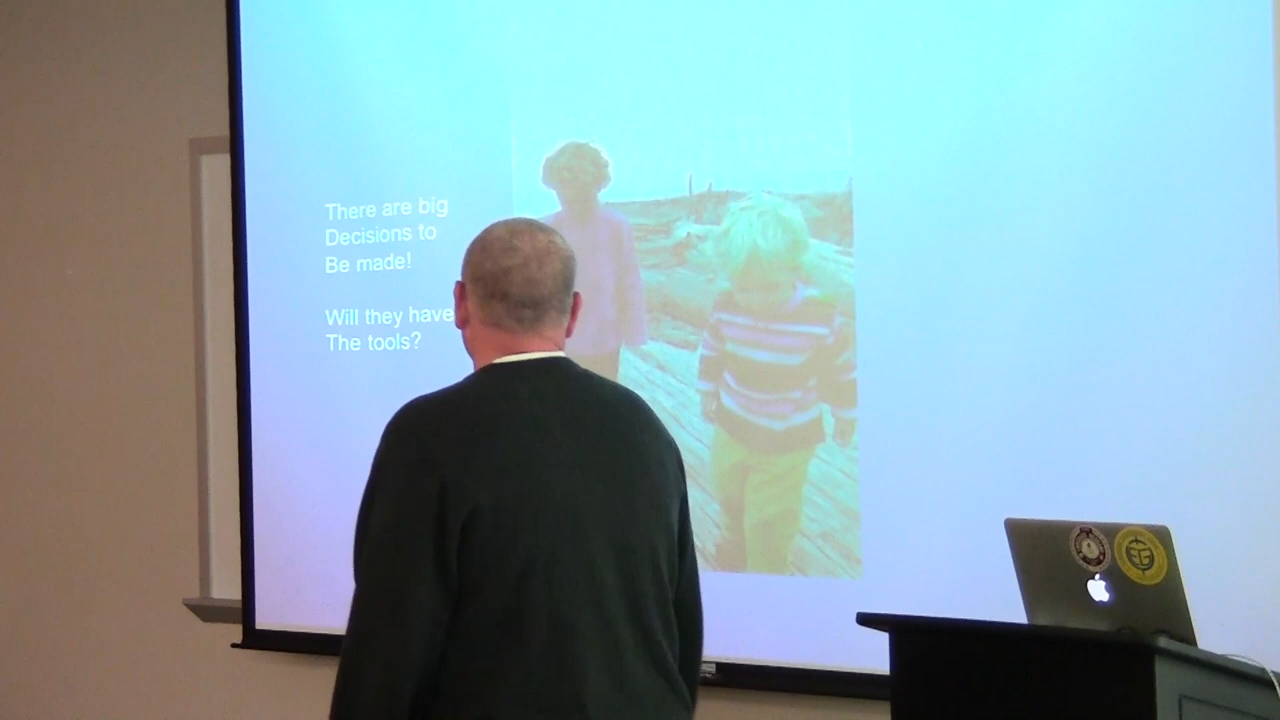 There are big
Decisions to
Be made!
Will they have
The tools?